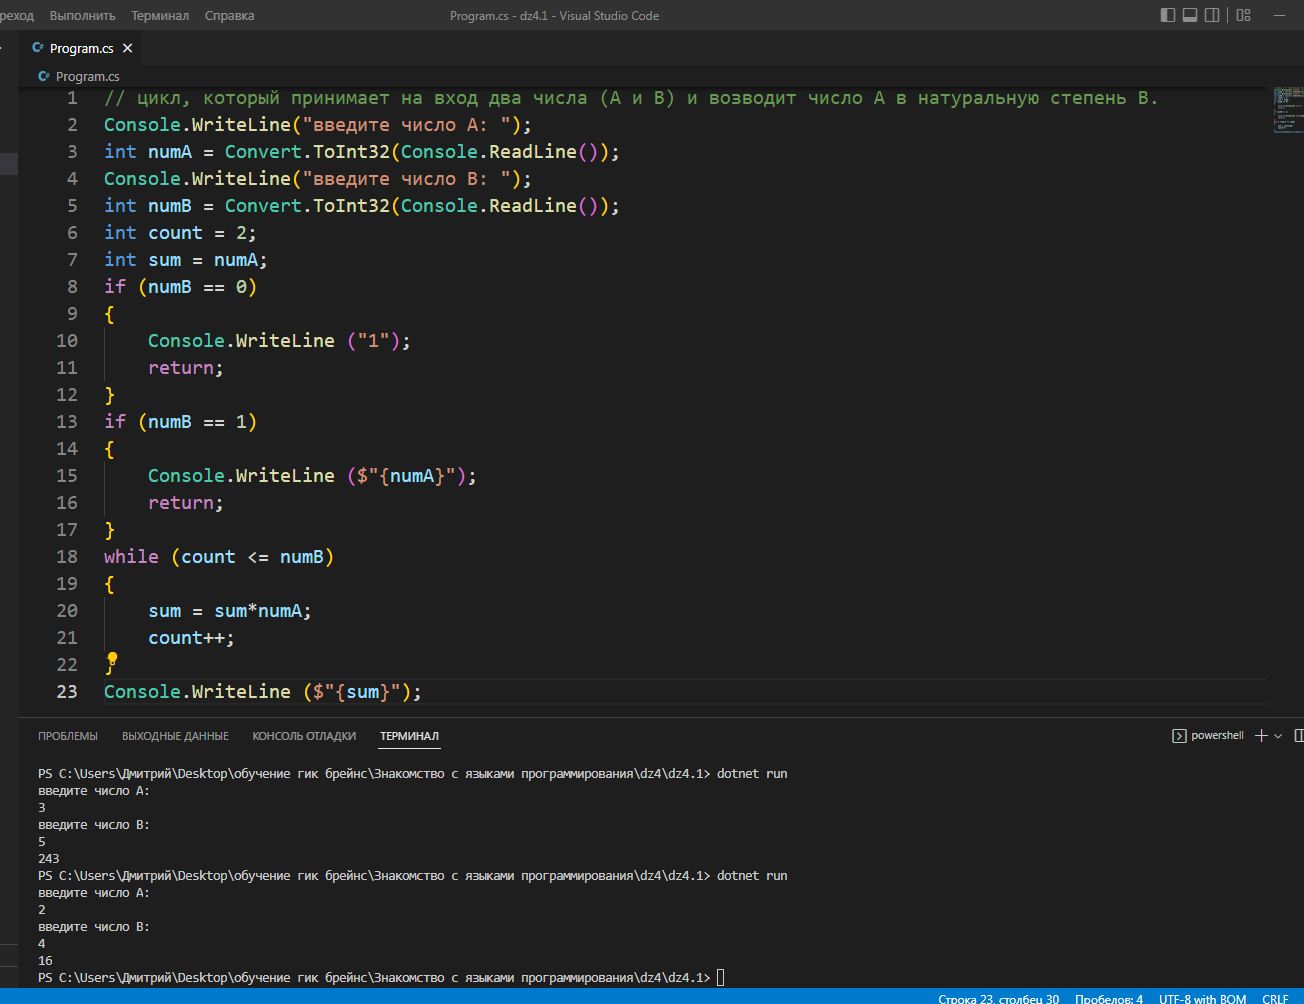 реход Выполнить Терминал Справка Program.cs - dz4.1 - Visual Studio Code
C# Program.cs ×
C# Program.cs
1 // цикл, который принимает на вход два числа (A и B) и возводит число A в натуральную степень B.
2 Console.WriteLine("введите число A: ");
3 int numA = Convert.ToInt32(Console.ReadLine());
4 Console.WriteLine("введите число B: ");
5 int numB = Convert.ToInt32(Console.ReadLine());
6 int count = 2;
7 int sum = numA;
8 if (numB == 0)
9 {
10 Console.WriteLine ("1");
11 return;
12 }
13 if (numB == 1)
14 {
15 Console.WriteLine ($"{numA}");
16 return;
17 }
18 while (count <= numB)
19 {
20 sum = sum*numA;
21 count++;
22 }
23 Console.WriteLine ($"{sum}");
ПРОБЛЕМЫ ВЫХОДНЫЕ ДАННЫЕ КОНСОЛЬ ОТЛАДКИ ТЕРМИНАЛ powershell
PS C:\Users\Дмитрий\Desktop\обучение гик брейнс\Знакомство с языками программирования\dz4\dz4.1> dotnet run
введите число A:
3
введите число B:
5
243
PS C:\Users\Дмитрий\Desktop\обучение гик брейнс\Знакомство с языками программирования\dz4\dz4.1> dotnet run
введите число A:
2
введите число B:
4
16
PS C:\Users\Дмитрий\Desktop\обучение гик брейнс\Знакомство с языками программирования\dz4\dz4.1>
Строка 23, столбец 30 Пробелов: 4 UTF-8 with BOM CRLF